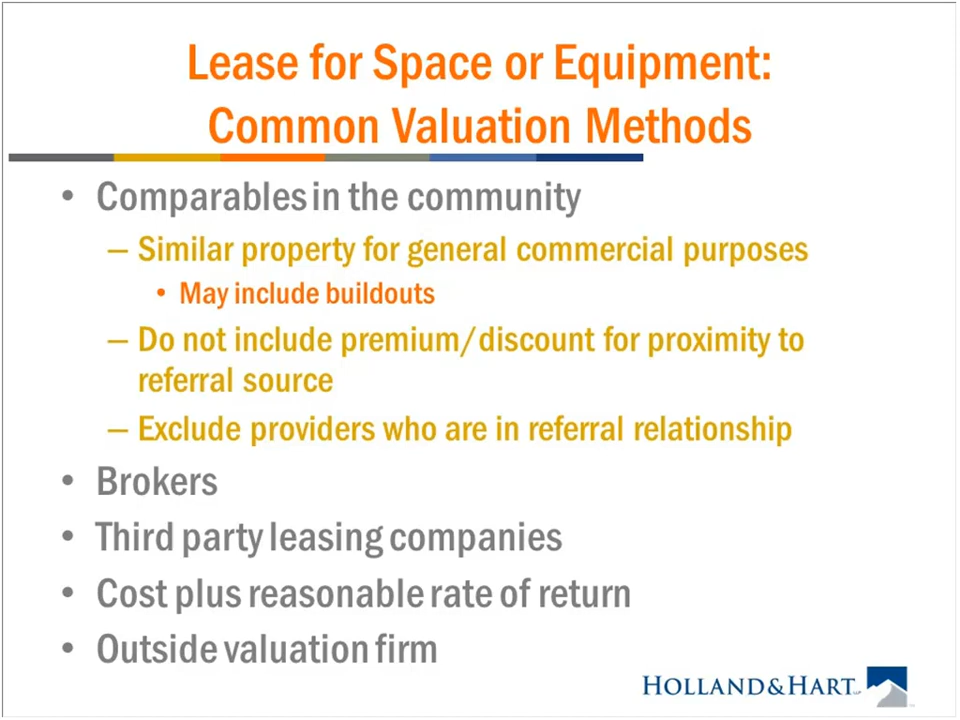 Lease for Space or Equipment:
Common Valuation Methods
• Comparables in the community
– Similar property for general commercial purposes
• May include buildouts
– Do not include premium/discount for proximity to
referral source
– Exclude providers who are in referral relationship
• Brokers
• Third party leasing companies
• Cost plus reasonable rate of return
• Outside valuation firm
HOLLAND & HART LLP